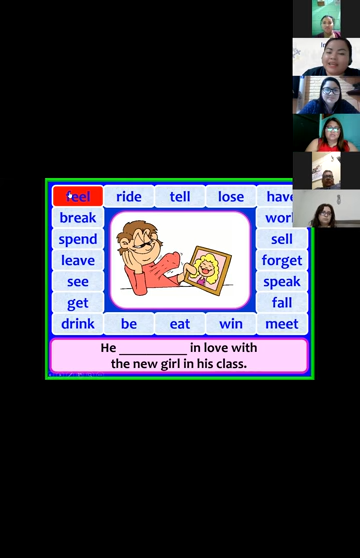 feel ride tell lose have
break work
spend sell
leave forget
see speak
get fall
drink be eat win meet
He __________ in love with
the new girl in his class.